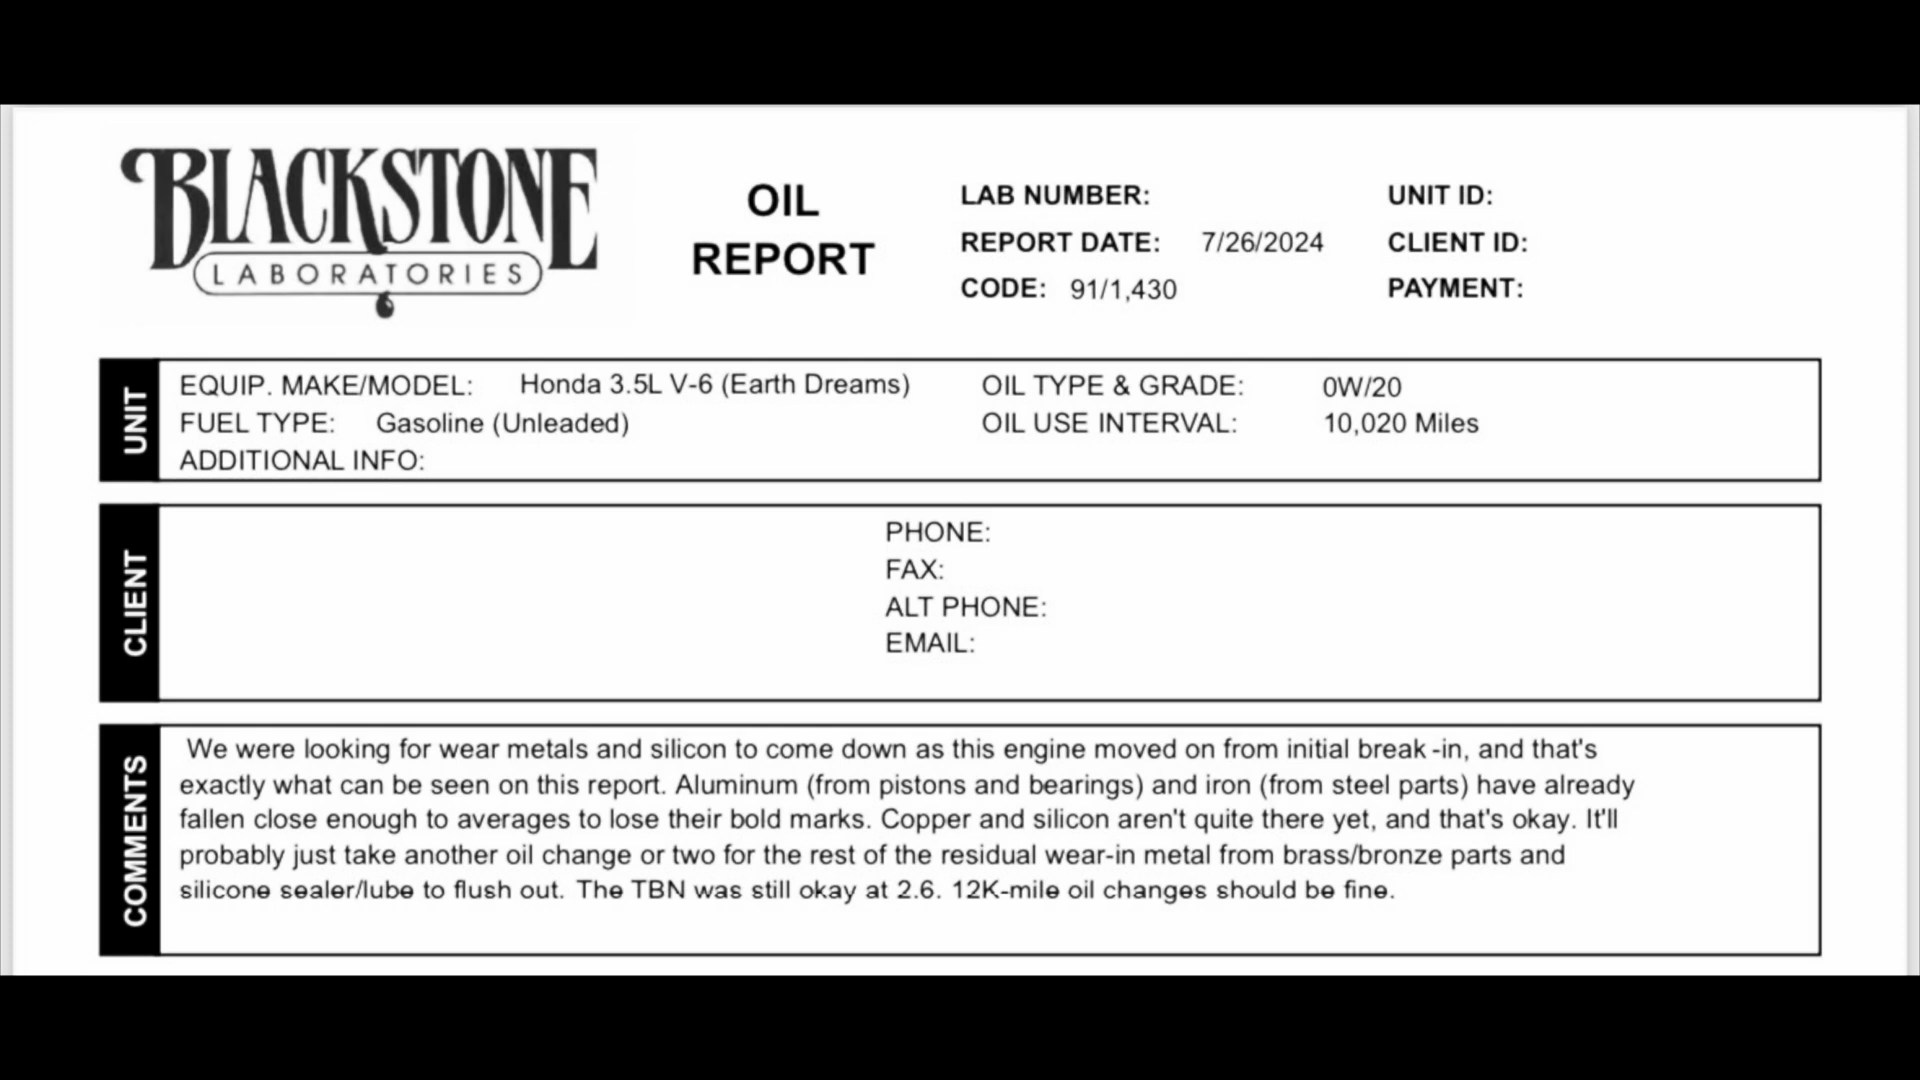 BLACKSTONE
LABORATORIES
OIL
REPORT
LAB NUMBER:
REPORT DATE: 7/26/2024
CODE: 91/1,430
UNIT ID:
CLIENT ID:
PAYMENT:
UNIT
EQUIP. MAKE/MODEL: Honda 3.5L V-6 (Earth Dreams)
FUEL TYPE: Gasoline (Unleaded)
ADDITIONAL INFO:
OIL TYPE & GRADE: 0W/20
OIL USE INTERVAL: 10,020 Miles
CLIENT
PHONE:
FAX:
ALT PHONE:
EMAIL:
COMMENTS
We were looking for wear metals and silicon to come down as this engine moved on from initial break-in, and that's
exactly what can be seen on this report. Aluminum (from pistons and bearings) and iron (from steel parts) have already
fallen close enough to averages to lose their bold marks. Copper and silicon aren't quite there yet, and that's okay. It'll
probably just take another oil change or two for the rest of the residual wear-in metal from brass/bronze parts and
silicone sealer/lube to flush out. The TBN was still okay at 2.6. 12K-mile oil changes should be fine.